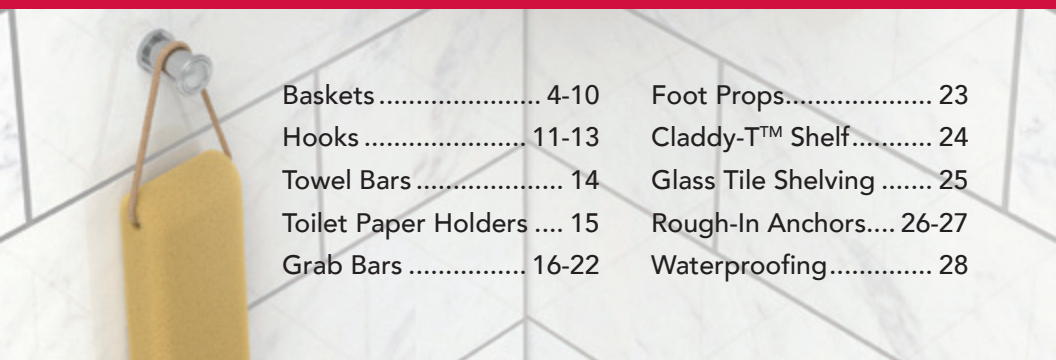 Baskets ...................... 4-10
Hooks ....................... 11-13
Towel Bars .................... 14
Toilet Paper Holders .... 15
Grab Bars ................ 16-22
Foot Props.................... 23
Claddy-T™ Shelf........... 24
Glass Tile Shelving ....... 25
Rough-In Anchors.... 26-27
Waterproofing.............. 28